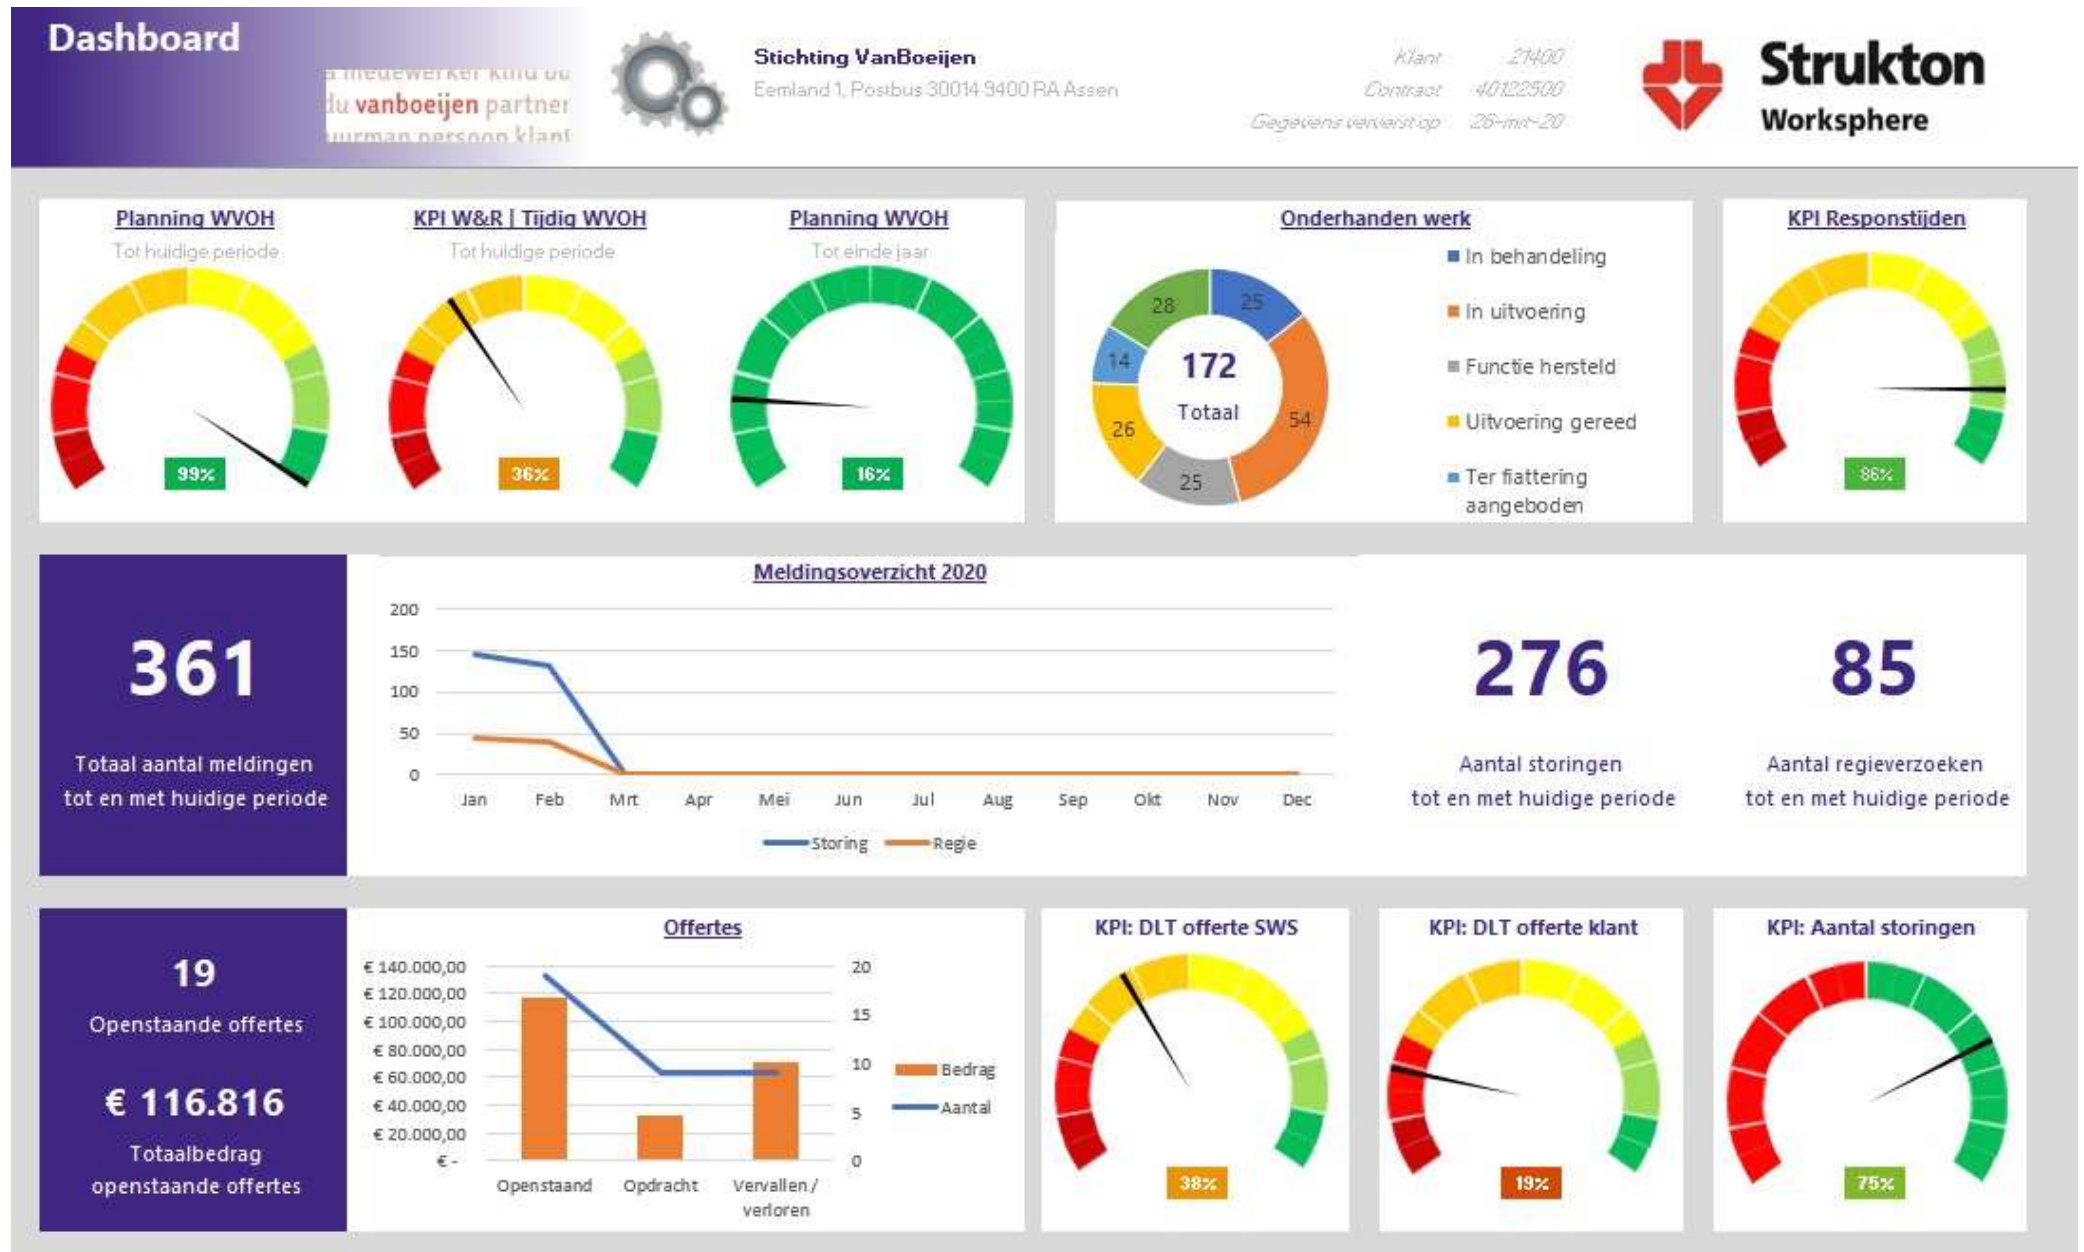 Dashboard
du vanboeijen partner
Stichting VanBoeijen
Eemland 1, Postbus 30014 9400 RA Assen
Klant 21400
Contract 40122500
Gegevens ververst op 26-mrt-20
Strukton
Worksphere
Planning WVOH
Tot huidige periode
99%
KPI W&R | Tijdig WVOH
Tot huidige periode
36%
Planning WVOH
Tot einde jaar
16%
Onderhanden werk
28
25
14
172
Totaal
54
26
25
In behandeling
In uitvoering
Functie hersteld
Uitvoering gereed
Ter fiattering
aangeboden
KPI Responstijden
86%
361
Totaal aantal meldingen
tot en met huidige periode
Meldingsoverzicht 2020
200
150
100
50
0
Jan Feb Mrt Apr Mei Jun Jul Aug Sep Okt Nov Dec
Storing Regie
276
Aantal storingen
tot en met huidige periode
85
Aantal regieverzoeken
tot en met huidige periode
19
Openstaande offertes
€ 116.816
Totaalbedrag
openstaande offertes
Offertes
€ 140.000,00
€ 120.000,00
€ 100.000,00
€ 80.000,00
€ 60.000,00
€ 40.000,00
€ 20.000,00
€ -
20
15
10
5
0
Openstaand Opdracht Vervallen /
verloren
Bedrag
Aantal
KPI: DLT offerte SWS
38%
KPI: DLT offerte klant
19%
KPI: Aantal storingen
75%